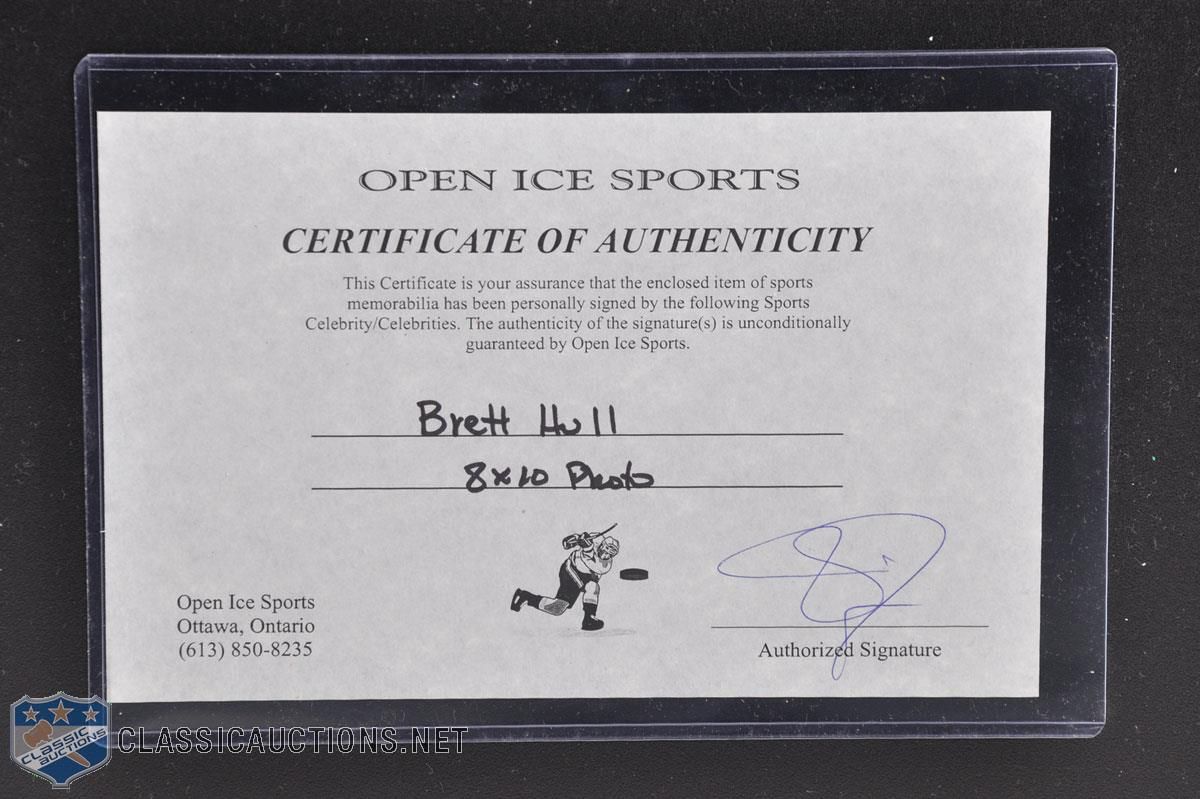 OPEN ICE SPORTS
CERTIFICATE OF AUTHENTICITY
This Certificate is your assurance that the enclosed item of sports
memorabilia has been personally signed by the following Sports
Celebrity/Celebrities. The authenticity of the signature(s) is unconditionally
guaranteed by Open Ice Sports.
Brett Hull
8x10 Photo
Open Ice Sports
Ottawa, Ontario
(613) 850-8235
Authorized Signature
CLASSIC
AUCTIONS
CLASSICAUCTIONS.NET